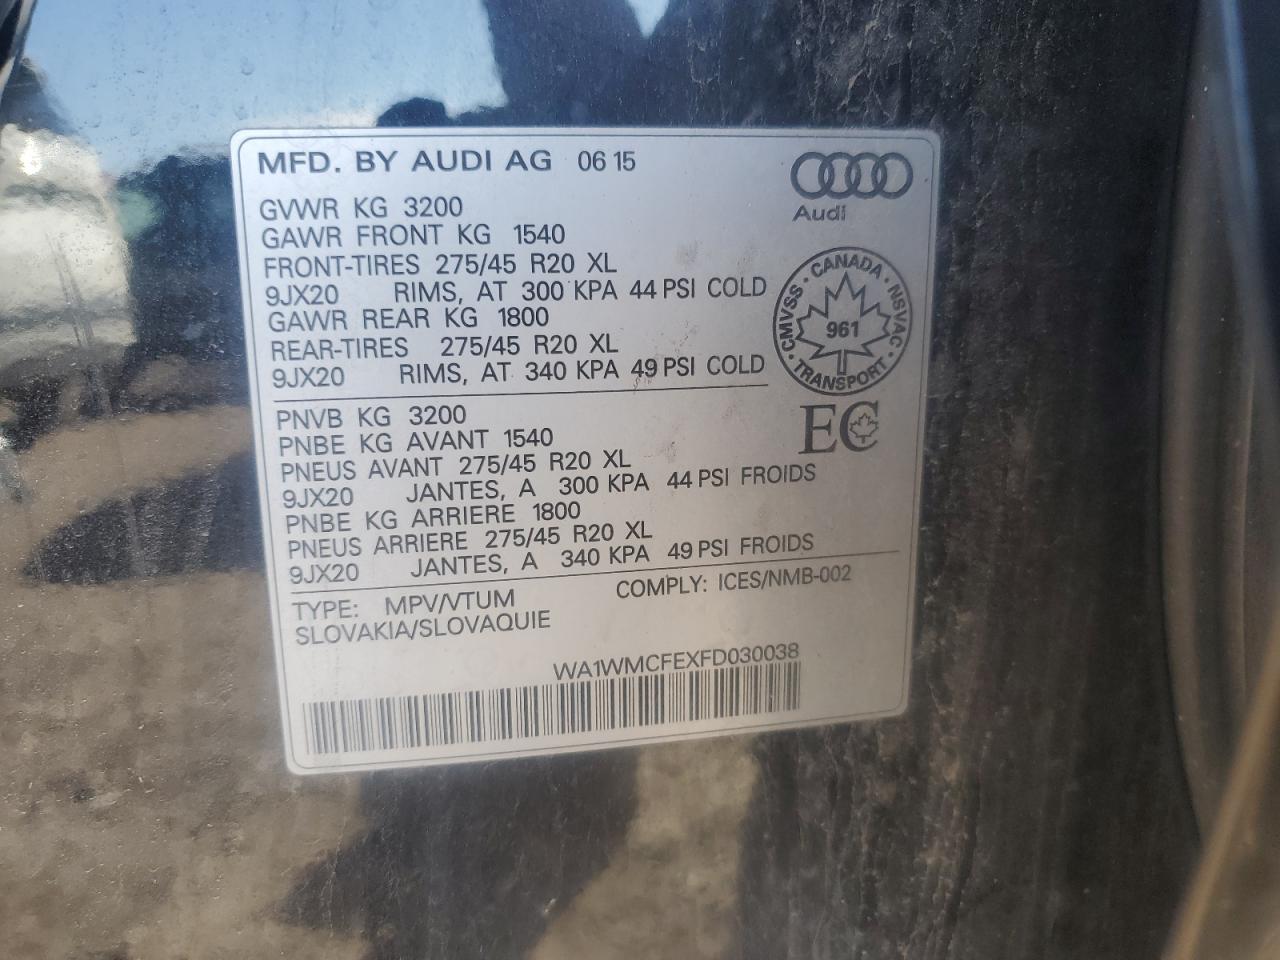 MFD. BY AUDI AG 06 15
Audi
GVWR KG 3200
GAWR FRONT KG 1540
FRONT-TIRES 275/45 R20 XL
9JX20 RIMS, AT 300 KPA 44 PSI COLD
GAWR REAR KG 1800
REAR-TIRES 275/45 R20 XL
9JX20 RIMS, AT 340 KPA 49 PSI COLD
CMVSS · CANADA · NSVAC · TRANSPORT ·
961
EC
PNVB KG 3200
PNBE KG AVANT 1540
PNEUS AVANT 275/45 R20 XL
9JX20 JANTES, A 300 KPA 44 PSI FROIDS
PNBE KG ARRIERE 1800
PNEUS ARRIERE 275/45 R20 XL
9JX20 JANTES, A 340 KPA 49 PSI FROIDS
TYPE: MPV/VTUM COMPLY: ICES/NMB-002
SLOVAKIA/SLOVAQUIE
WA1WMCFEXFD030038